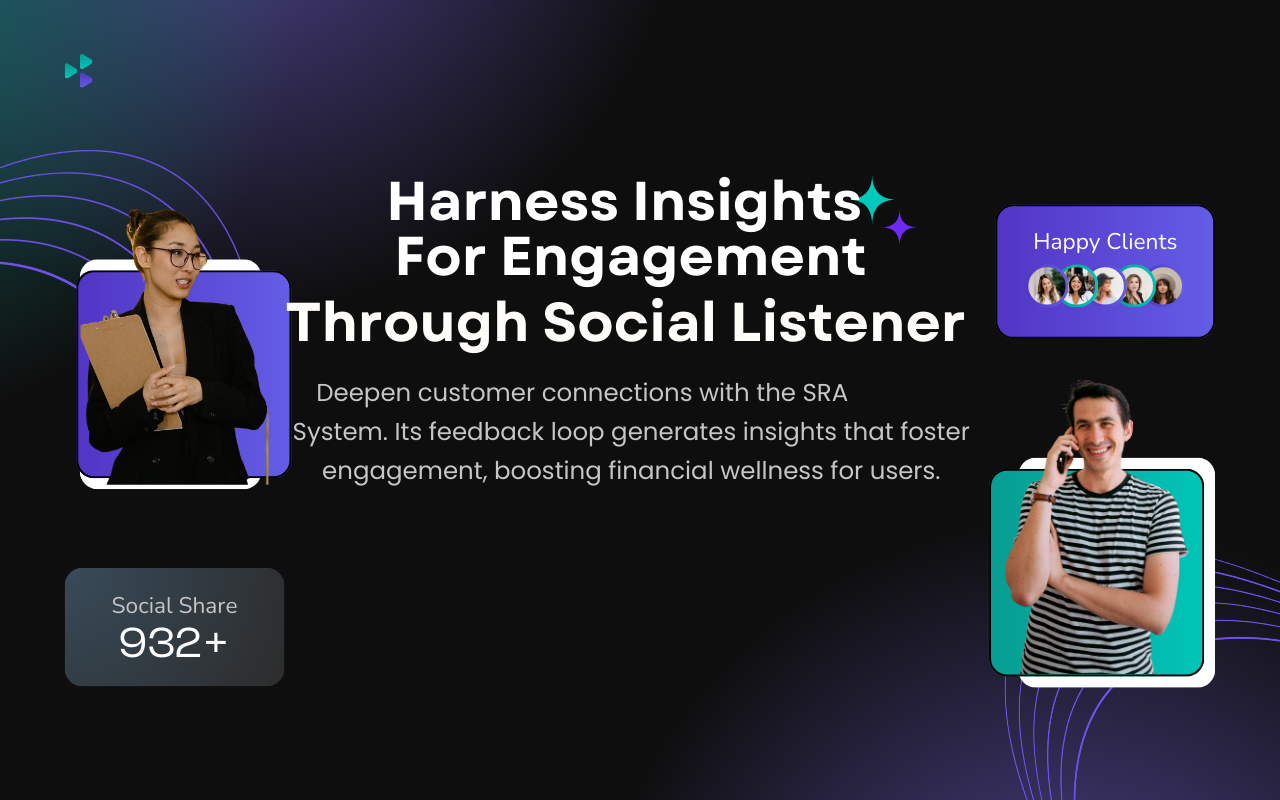 Harness Insights
For Engagement
Through Social Listener
Deepen customer connections with the SRA
System. Its feedback loop generates insights that foster
engagement, boosting financial wellness for users.
Happy Clients
Social Share
932+